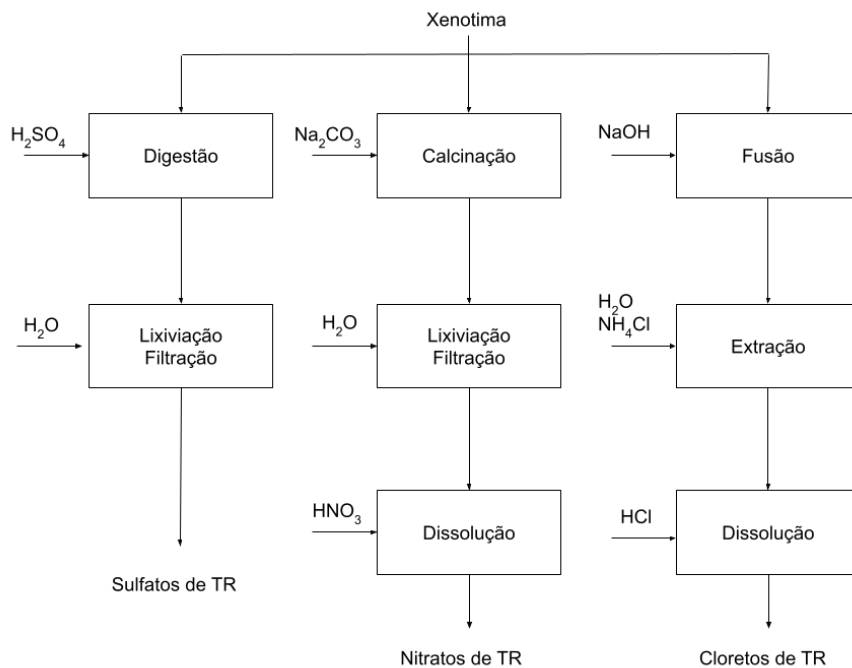 Xenotima
H₂SO₄
Digestão
Na₂CO₃
Calcinação
NaOH
Fusão
H₂O
Lixiviação
Filtração
H₂O
Lixiviação
Filtração
H₂O
NH₄Cl
Extração
HNO₃
Dissolução
HCl
Dissolução
Sulfatos de TR
Nitratos de TR
Cloretos de TR